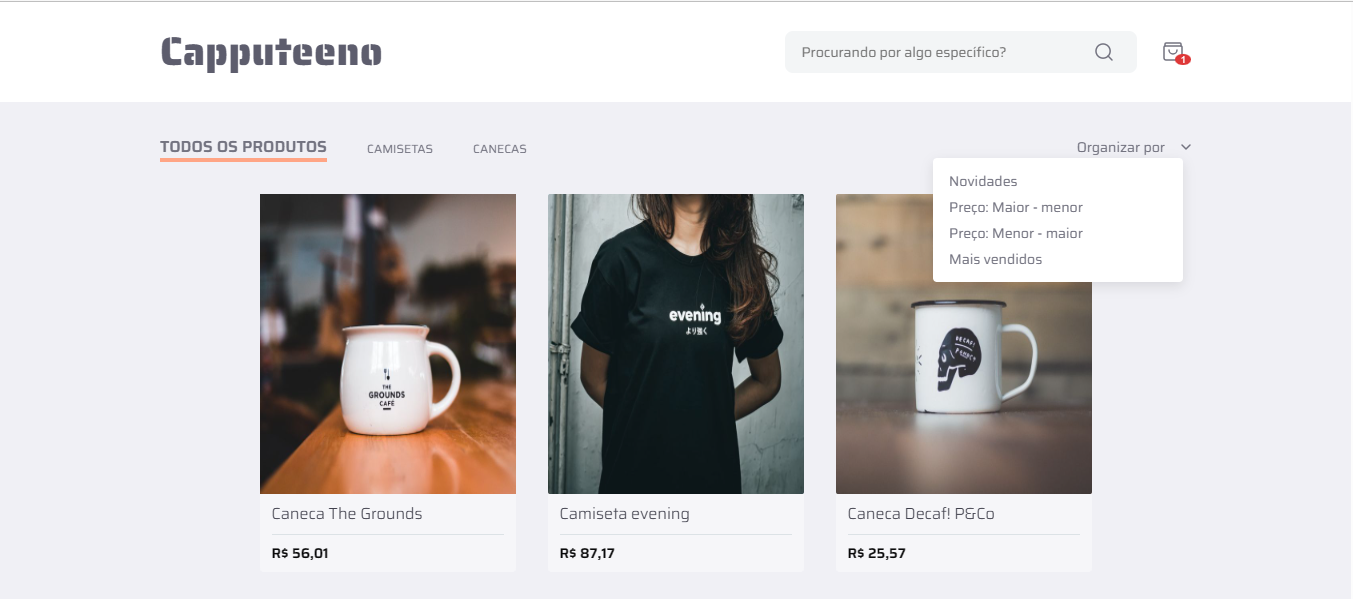 Capputeeno
Procurando por algo específico?
1
TODOS OS PRODUTOS
CAMISETAS
CANECAS
Organizar por
Novidades
Preço: Maior - menor
Preço: Menor - maior
Mais vendidos
THE
GROUNDS
CAFÉ
evening
より強く
DECAF!
Caneca The Grounds
Camiseta evening
Caneca Decaf! P&Co
R$ 56,01
R$ 87,17
R$ 25,57